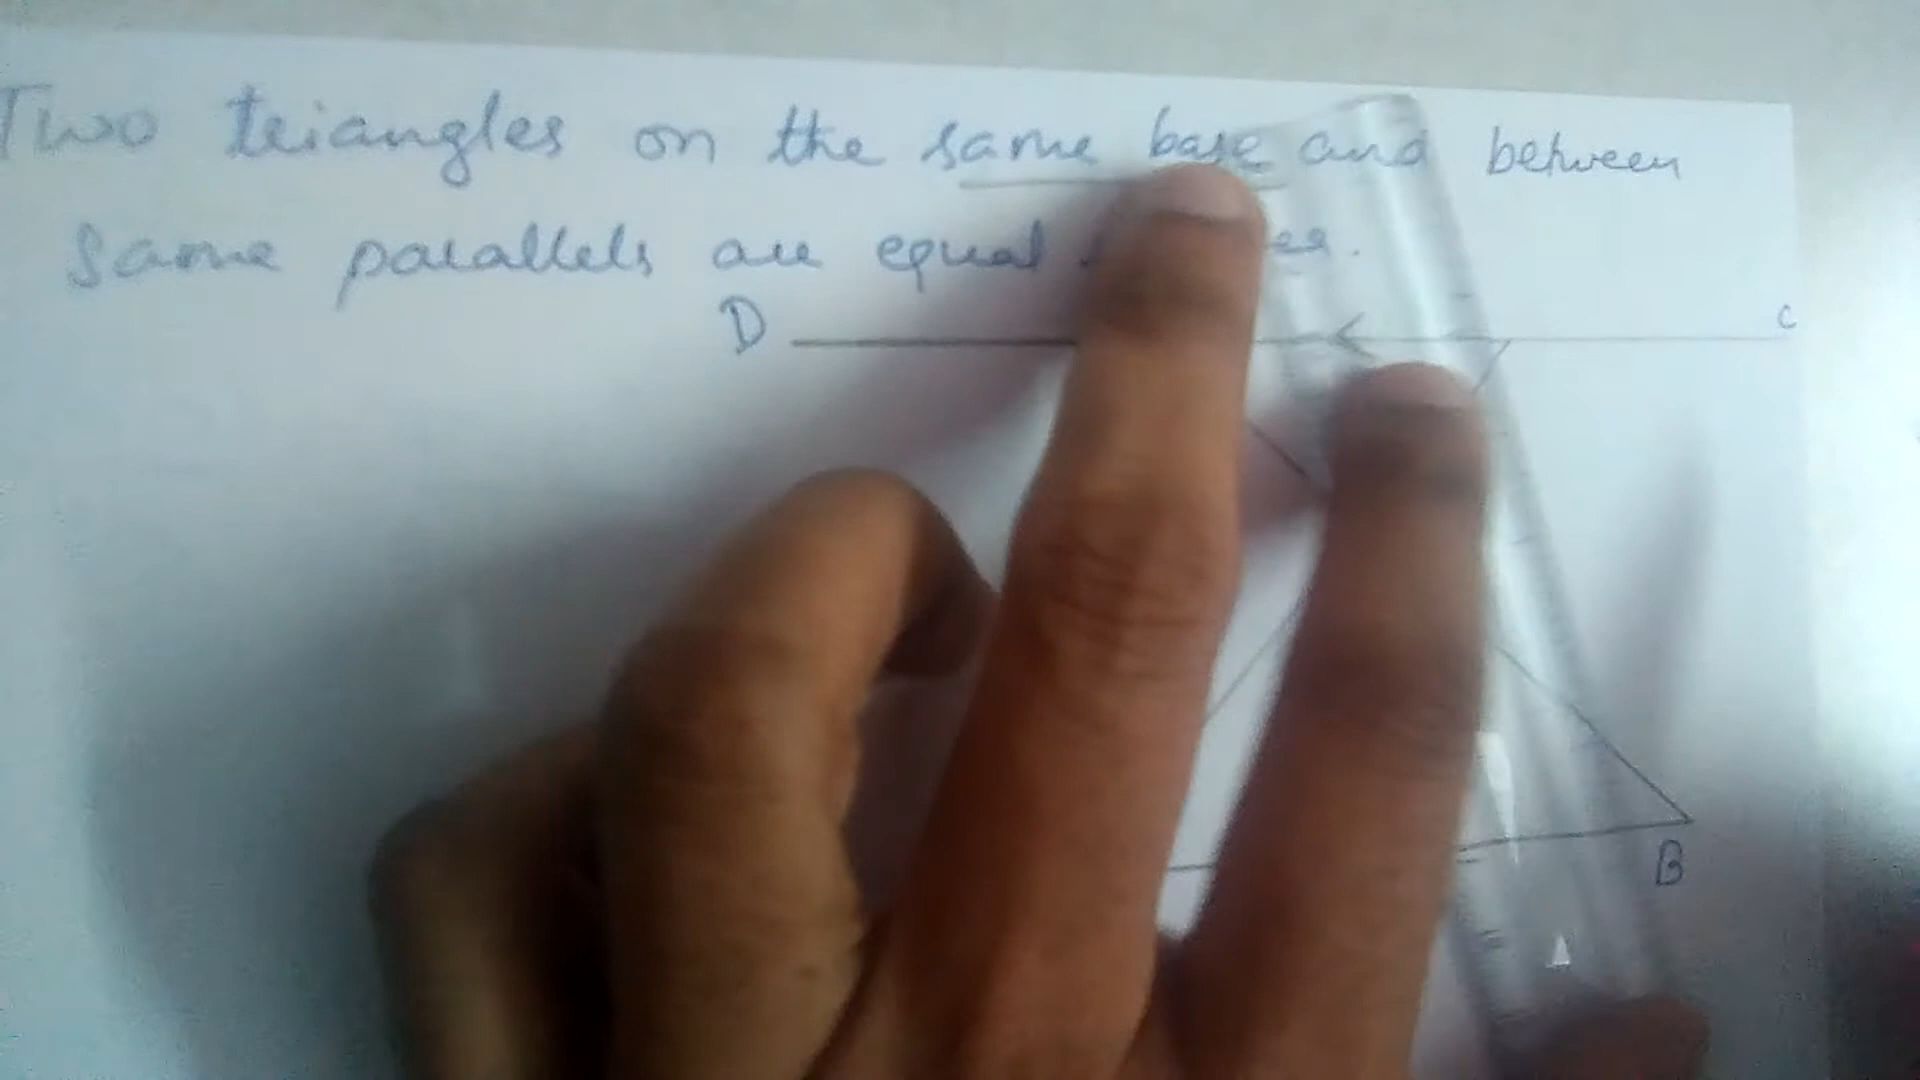 Two triangles on the same base and between
same parallels are equal
D
C
B